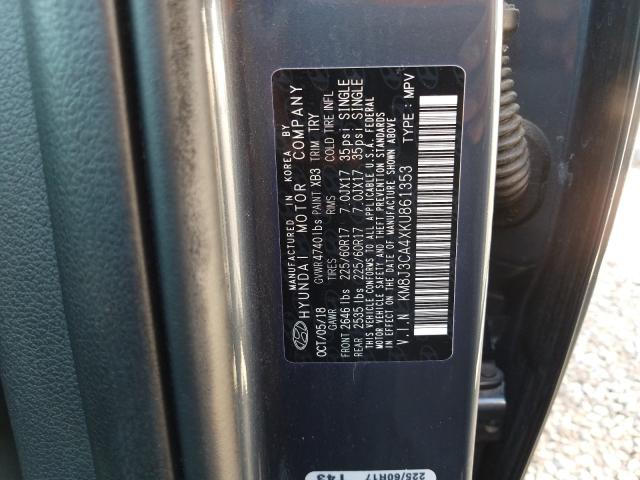 MANUFACTURED IN KOREA BY
HYUNDAI MOTOR COMPANY
OCT/05/18 GVWR 4740 lbs PAINT XB3 TRIM TRY
GAWR TIRES RIMS COLD TIRE INFL
FRONT 2646 lbs 225/60R17 7.0JX17 35psi SINGLE
REAR 2535 lbs 225/60R17 7.0JX17 35psi SINGLE
THIS VEHICLE CONFORMS TO ALL APPLICABLE U.S.A. FEDERAL
MOTOR VEHICLE SAFETY AND THEFT PREVENTION STANDARDS
IN EFFECT ON THE DATE OF MANUFACTURE SHOWN ABOVE
V.I.N KM8J3CA4XKU861353 TYPE : MPV
225/60R17
143